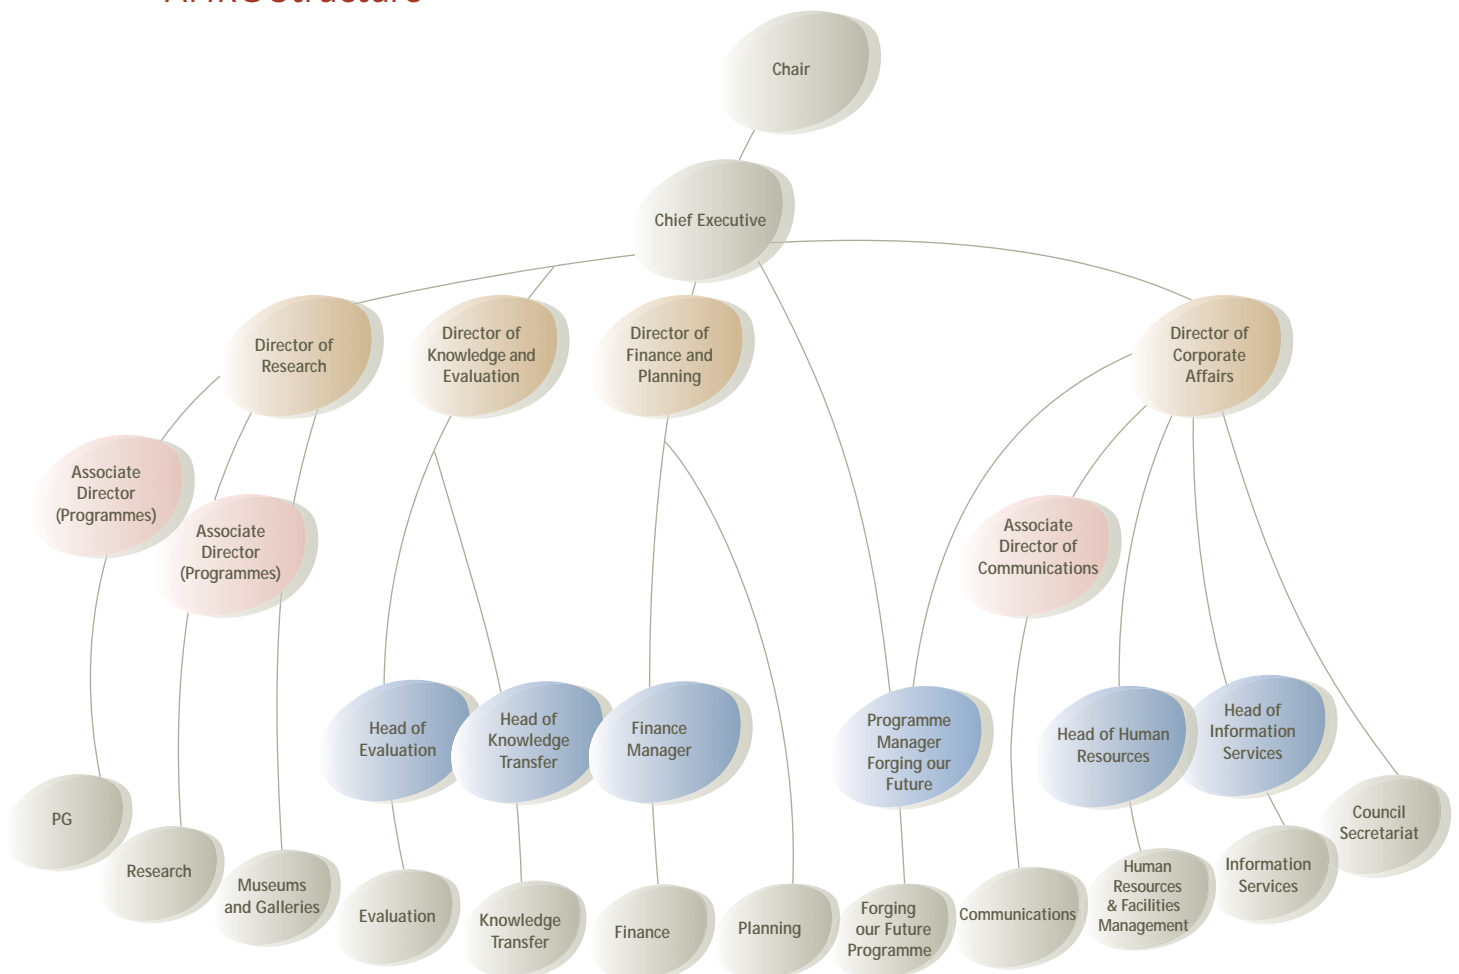 AHRC Structure
Chair
Chief Executive
Director of
Research
Director of
Knowledge and
Evaluation
Director of
Finance and
Planning
Director of
Corporate
Affairs
Associate
Director
(Programmes)
Associate
Director
(Programmes)
Associate
Director of
Communications
Head of
Evaluation
Head of
Knowledge
Transfer
Finance
Manager
Programme
Manager
Forging our
Future
Head of Human
Resources
Head of
Information
Services
PG
Research
Museums
and Galleries
Evaluation
Knowledge
Transfer
Finance
Planning
Forging
our Future
Programme
Communications
Human
Resources
& Facilities
Management
Information
Services
Council
Secretariat